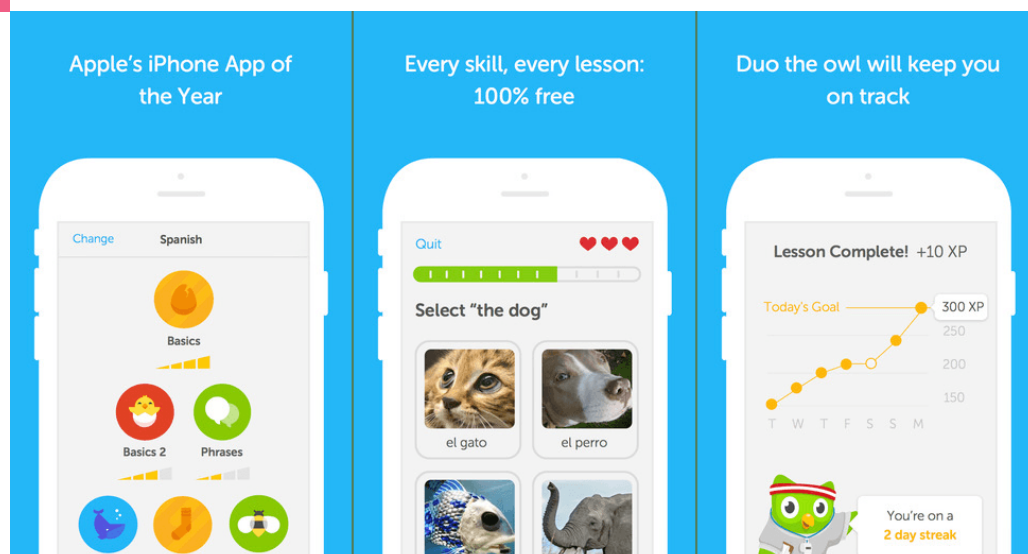 Apple's iPhone App of
the Year
Change
Spanish
Basics
Basics 2
Phrases
Every skill, every lesson:
100% free
Quit
Select “the dog”
el gato
el perro
Duo the owl will keep you
on track
Lesson Complete! +10 XP
Today's Goal
300 XP
250
200
150
T W T F S S M
You're on a
2 day streak